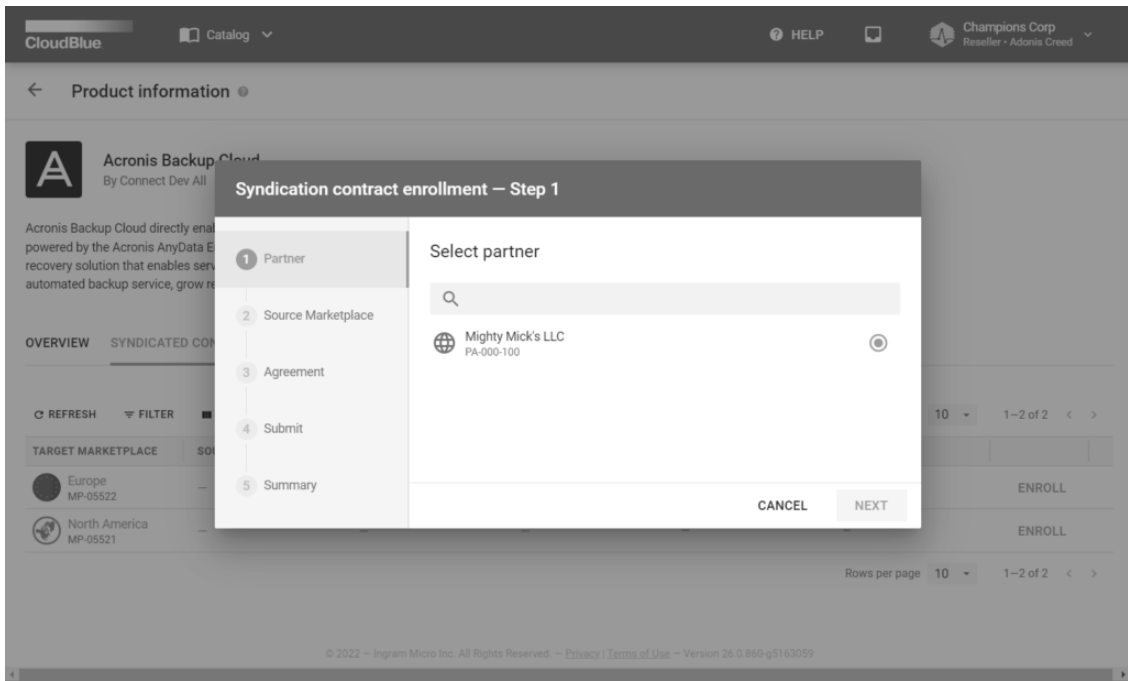 CloudBlue
Catalog
HELP
Champions Corp
Reseller • Adonis Creed
Product information
Acronis Backup Cloud
By Connect Dev All
Acronis Backup Cloud directly enal
powered by the Acronis AnyData E
recovery solution that enables serv
automated backup service, grow re
OVERVIEW SYNDICATED CON
REFRESH FILTER
10 1–2 of 2 < >
TARGET MARKETPLACE SOU
Europe
MP-05522
– ENROLL
North America
MP-05521
– – – – – ENROLL
Rows per page 10 1–2 of 2 < >
Syndication contract enrollment — Step 1
1 Partner
2 Source Marketplace
3 Agreement
4 Submit
5 Summary
Select partner
Mighty Mick's LLC
PA-000-100
CANCEL NEXT
© 2022 – Ingram Micro Inc. All Rights Reserved. – Privacy | Terms of Use – Version 26.0.860-g5163059